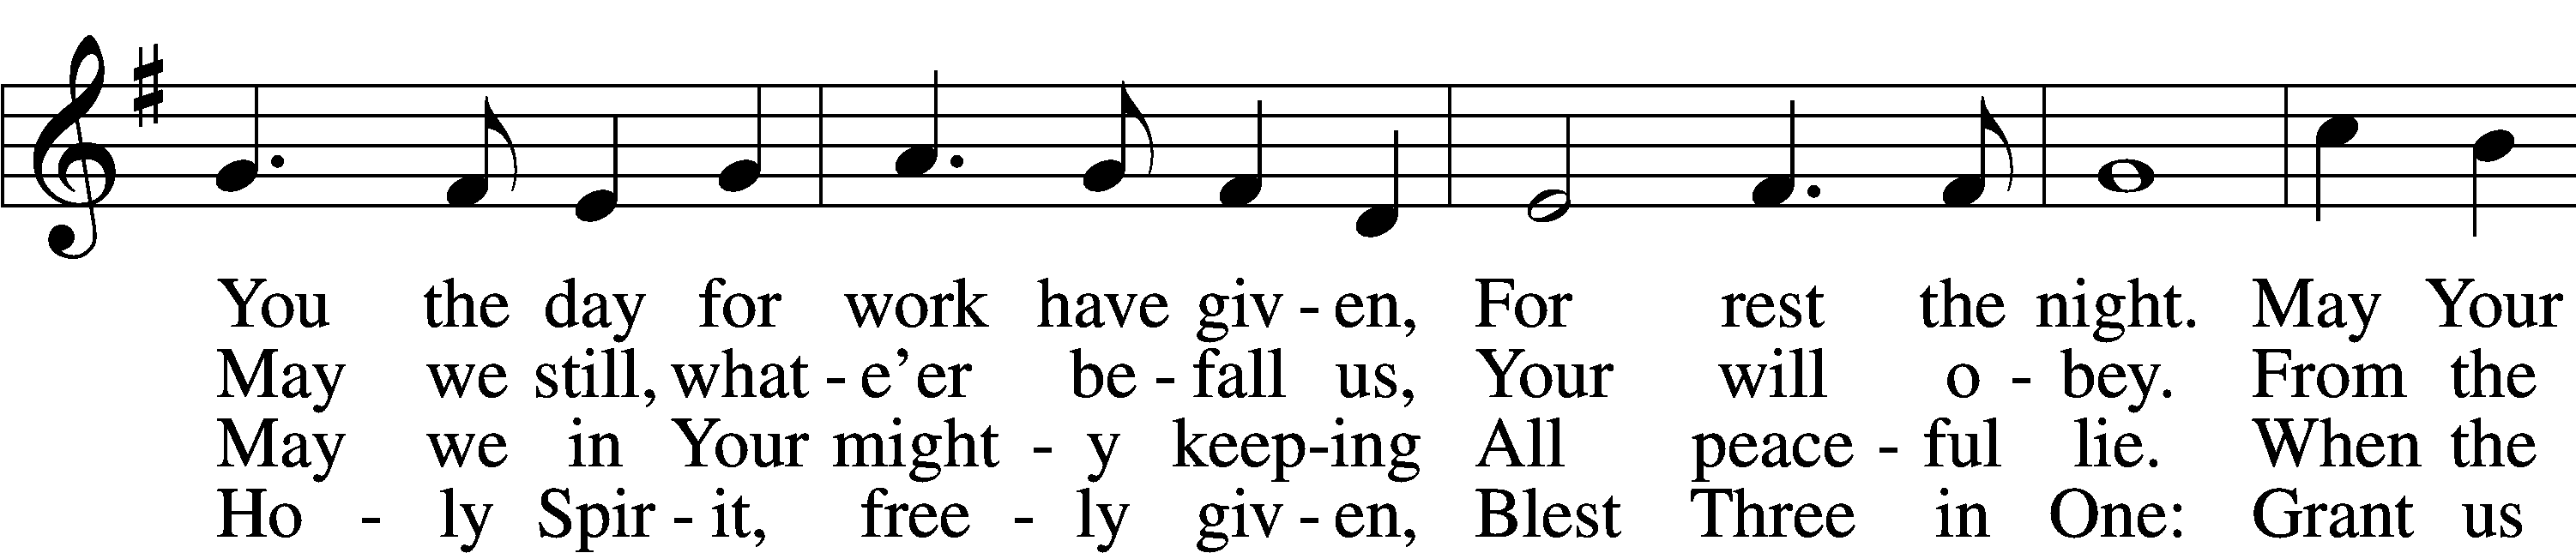 You the day for work have giv - en, For rest the night. May Your
May we still, what - e’er be - fall us, Your will o - bey. From the
May we in Your might - y keep-ing All peace - ful lie. When the
Ho - ly Spir - it, free - ly giv - en, Blest Three in One: Grant us